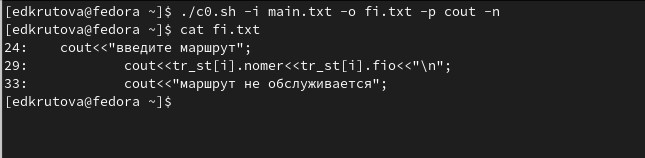 [edkrutova@fedora ~]$ ./c0.sh -i main.txt -o fi.txt -p cout -n
[edkrutova@fedora ~]$ cat fi.txt
24:    cout<<"введите маршрут";
29:            cout<<tr_st[i].nomer<<tr_st[i].fio<<"\n";
33:            cout<<"маршрут не обслуживается";
[edkrutova@fedora ~]$